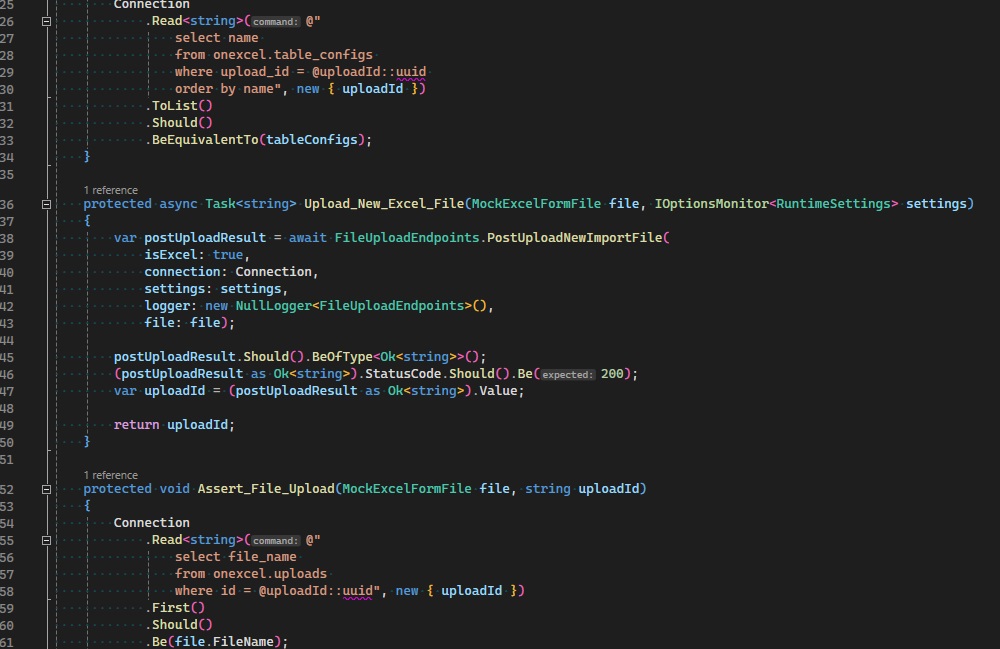 25 Connection
26 .Read<string>(command: @"
27 select name
28 from onexcel.table_configs
29 where upload_id = @uploadId::uuid
30 order by name", new { uploadId })
31 .ToList()
32 .Should()
33 .BeEquivalentTo(tableConfigs);
34 }
35
1 reference
36 protected async Task<string> Upload_New_Excel_File(MockExcelFormFile file, IOptionsMonitor<RuntimeSettings> settings)
37 {
38 var postUploadResult = await FileUploadEndpoints.PostUploadNewImportFile(
39 isExcel: true,
40 connection: Connection,
41 settings: settings,
42 logger: new NullLogger<FileUploadEndpoints>(),
43 file: file);
44
45 postUploadResult.Should().BeOfType<Ok<string>>();
46 (postUploadResult as Ok<string>).StatusCode.Should().Be(expected: 200);
47 var uploadId = (postUploadResult as Ok<string>).Value;
48
49 return uploadId;
50 }
51
1 reference
52 protected void Assert_File_Upload(MockExcelFormFile file, string uploadId)
53 {
54 Connection
55 .Read<string>(command: @"
56 select file_name
57 from onexcel.uploads
58 where id = @uploadId::uuid", new { uploadId })
59 .First()
60 .Should()
61 .Be(file.FileName);